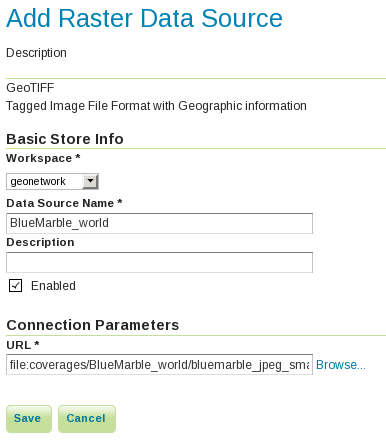 Add Raster Data Source
Description
GeoTIFF
Tagged Image File Format with Geographic information
Basic Store Info
Workspace *
geonetwork
Data Source Name *
BlueMarble_world
Description
Enabled
Connection Parameters
URL *
file:coverages/BlueMarble_world/bluemarble_jpeg_sma Browse...
Save Cancel